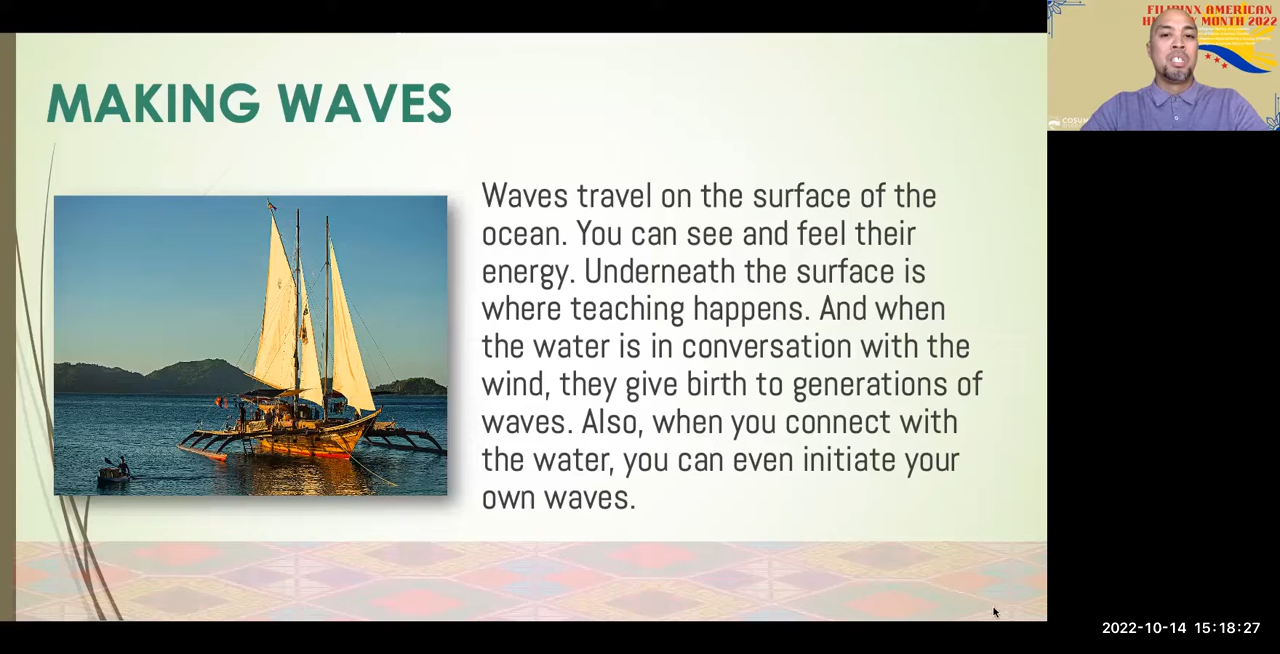 MAKING WAVES
Waves travel on the surface of the
ocean. You can see and feel their
energy. Underneath the surface is
where teaching happens. And when
the water is in conversation with the
wind, they give birth to generations of
waves. Also, when you connect with
the water, you can even initiate your
own waves.
FILIPINX AMERICAN
MONTH 2022
2022-10-14 15:18:27